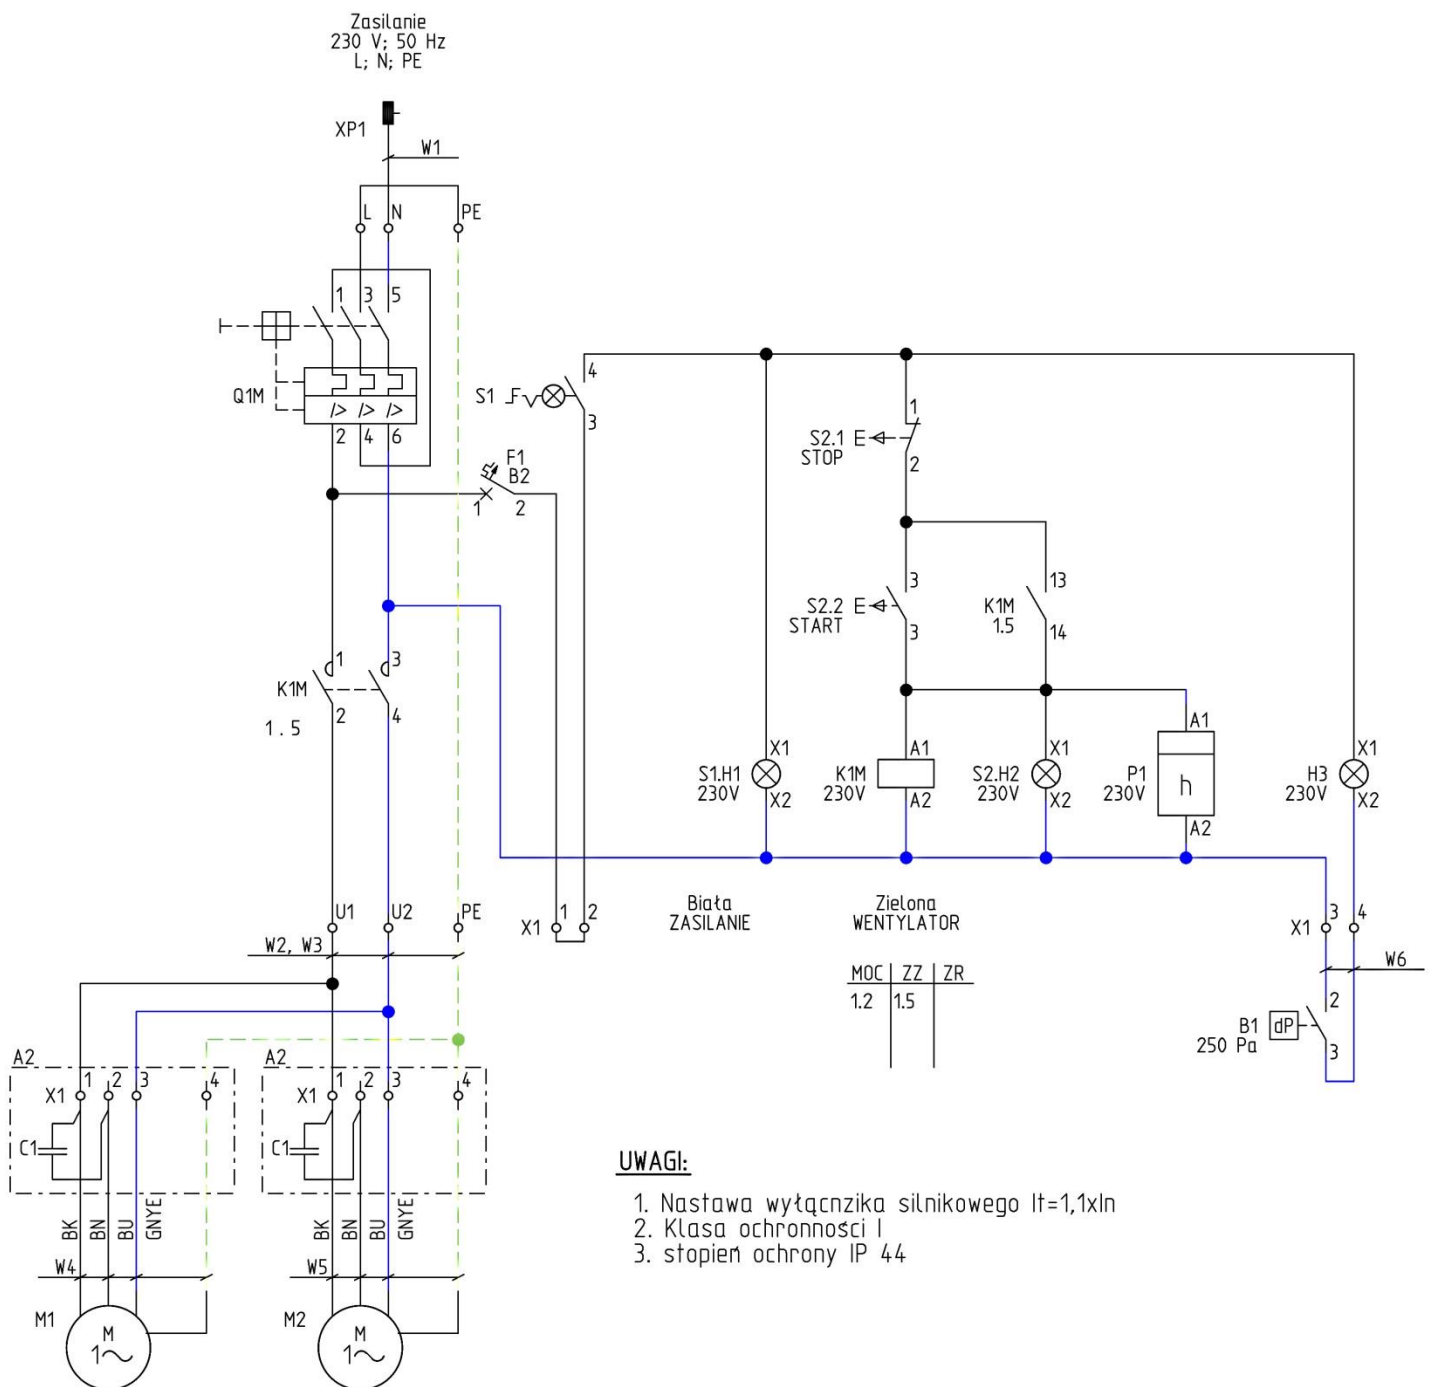 Zasilanie
230 V; 50 Hz
L; N; PE
XP1
W1
L N PE
1 3 5
Q1M
I> I> I>
2 4 6
S1
4
3
F1
B2
1 2
S2.1 E
STOP
1
2
S2.2 E
START
3
3
K1M
1.5
13
14
K1M
1.5
1 3
2 4
S1.H1
230V
X1
X2
K1M
230V
A1
A2
S2.H2
230V
X1
X2
P1
230V
A1
h
A2
H3
230V
X1
X2
U1 U2 PE
X1 1 2
Biała
ZASILANIE
Zielona
WENTYLATOR
X1 3 4
W2, W3
W6
MOC ZZ ZR
1.2 1.5
B1 dP
250 Pa
2
3
A2
X1 1 2 3 4
C1
A2
X1 1 2 3 4
C1
BK BN BU GNYE
BK BN BU GNYE
W4
W5
M1
M
1~
M2
M
1~
UWAGI:
1. Nastawa wyłącnzika silnikowego It=1,1xIn
2. Klasa ochronności I
3. stopień ochrony IP 44